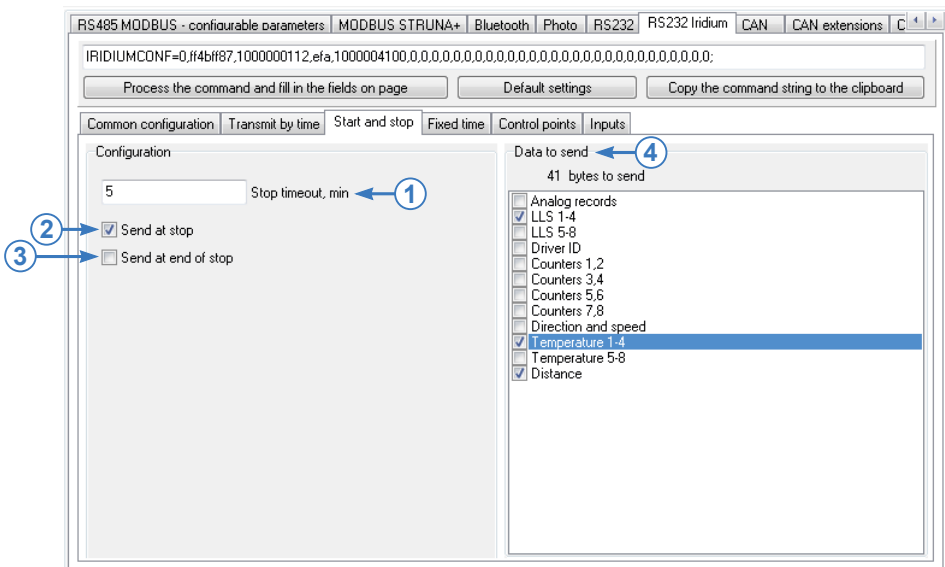 RS485 MODBUS - configurable parameters MODBUS STRUNA+ Bluetooth Photo RS232 RS232 Iridium CAN CAN extensions
IRIDIUMCONF=0,ff4bff87,1000000112,efa,1000004100,0,0,0,0,0,0,0,0,0,0,0,0,0,0,0,0,0,0,0,0,0,0,0,0,0,0,0,0;
Process the command and fill in the fields on page Default settings Copy the command string to the clipboard
Common configuration Transmit by time Start and stop Fixed time Control points Inputs
Configuration
5 Stop timeout, min 1
2 Send at stop
3 Send at end of stop
Data to send 4
41 bytes to send
Analog records
LLS 1-4
LLS 5-8
Driver ID
Counters 1,2
Counters 3,4
Counters 5,6
Counters 7,8
Direction and speed
Temperature 1-4
Temperature 5-8
Distance